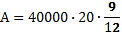 A = 40000 · 20 · 9/12